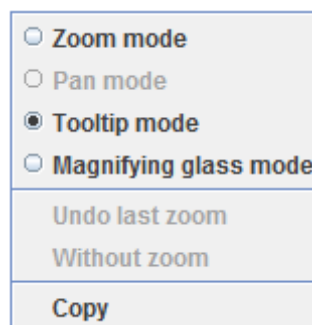 Zoom mode
Pan mode
Tooltip mode
Magnifying glass mode
Undo last zoom
Without zoom
Copy